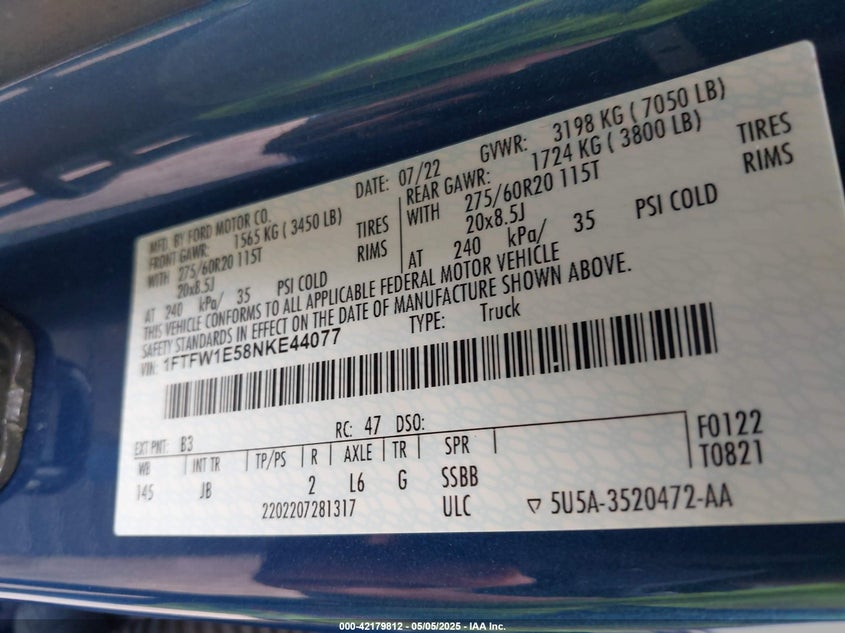 MFD. BY FORD MOTOR CO. DATE: 07/22 GVWR: 3198 KG ( 7050 LB)
FRONT GAWR: 1565 KG ( 3450 LB) REAR GAWR: 1724 KG ( 3800 LB)
WITH 275/60R20 115T TIRES WITH 275/60R20 115T TIRES
20x8.5J RIMS 20x8.5J RIMS
AT 240 kPa/ 35 PSI COLD AT 240 kPa/ 35 PSI COLD
THIS VEHICLE CONFORMS TO ALL APPLICABLE FEDERAL MOTOR VEHICLE
SAFETY STANDARDS IN EFFECT ON THE DATE OF MANUFACTURE SHOWN ABOVE.
VIN: 1FTFW1E58NKE44077 TYPE: Truck
EXT PNT: B3 RC: 47 DSO: F0122
WB INT TR TP/PS R AXLE TR SPR T0821
145 JB 2 L6 G SSBB
2202207281317 ULC ▽ 5U5A-3520472-AA
000-42179812 - 05/05/2025 - IAA Inc.